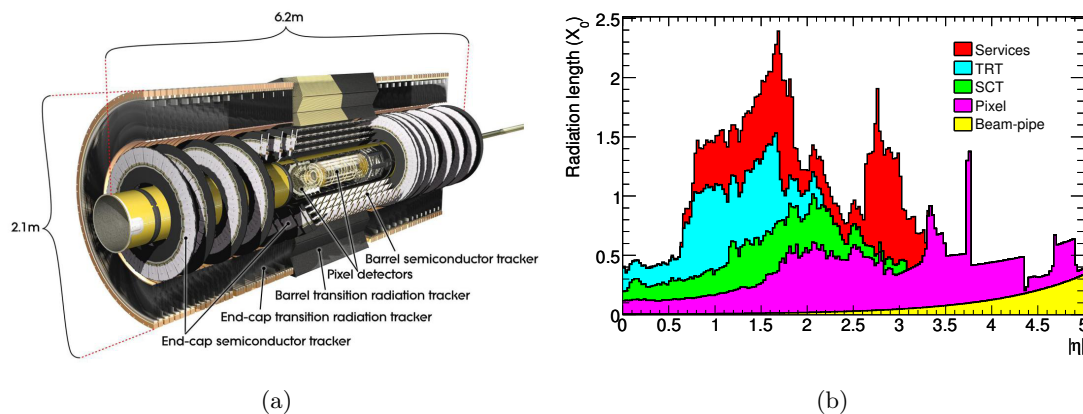 6.2m
2.1m
Barrel semiconductor tracker
Pixel detectors
Barrel transition radiation tracker
End-cap transition radiation tracker
End-cap semiconductor tracker
(a)
Radiation length (X0)
2.5
2
1.5
1
0.5
0
Services
TRT
SCT
Pixel
Beam-pipe
0 0.5 1 1.5 2 2.5 3 3.5 4 4.5 5
|η|
(b)